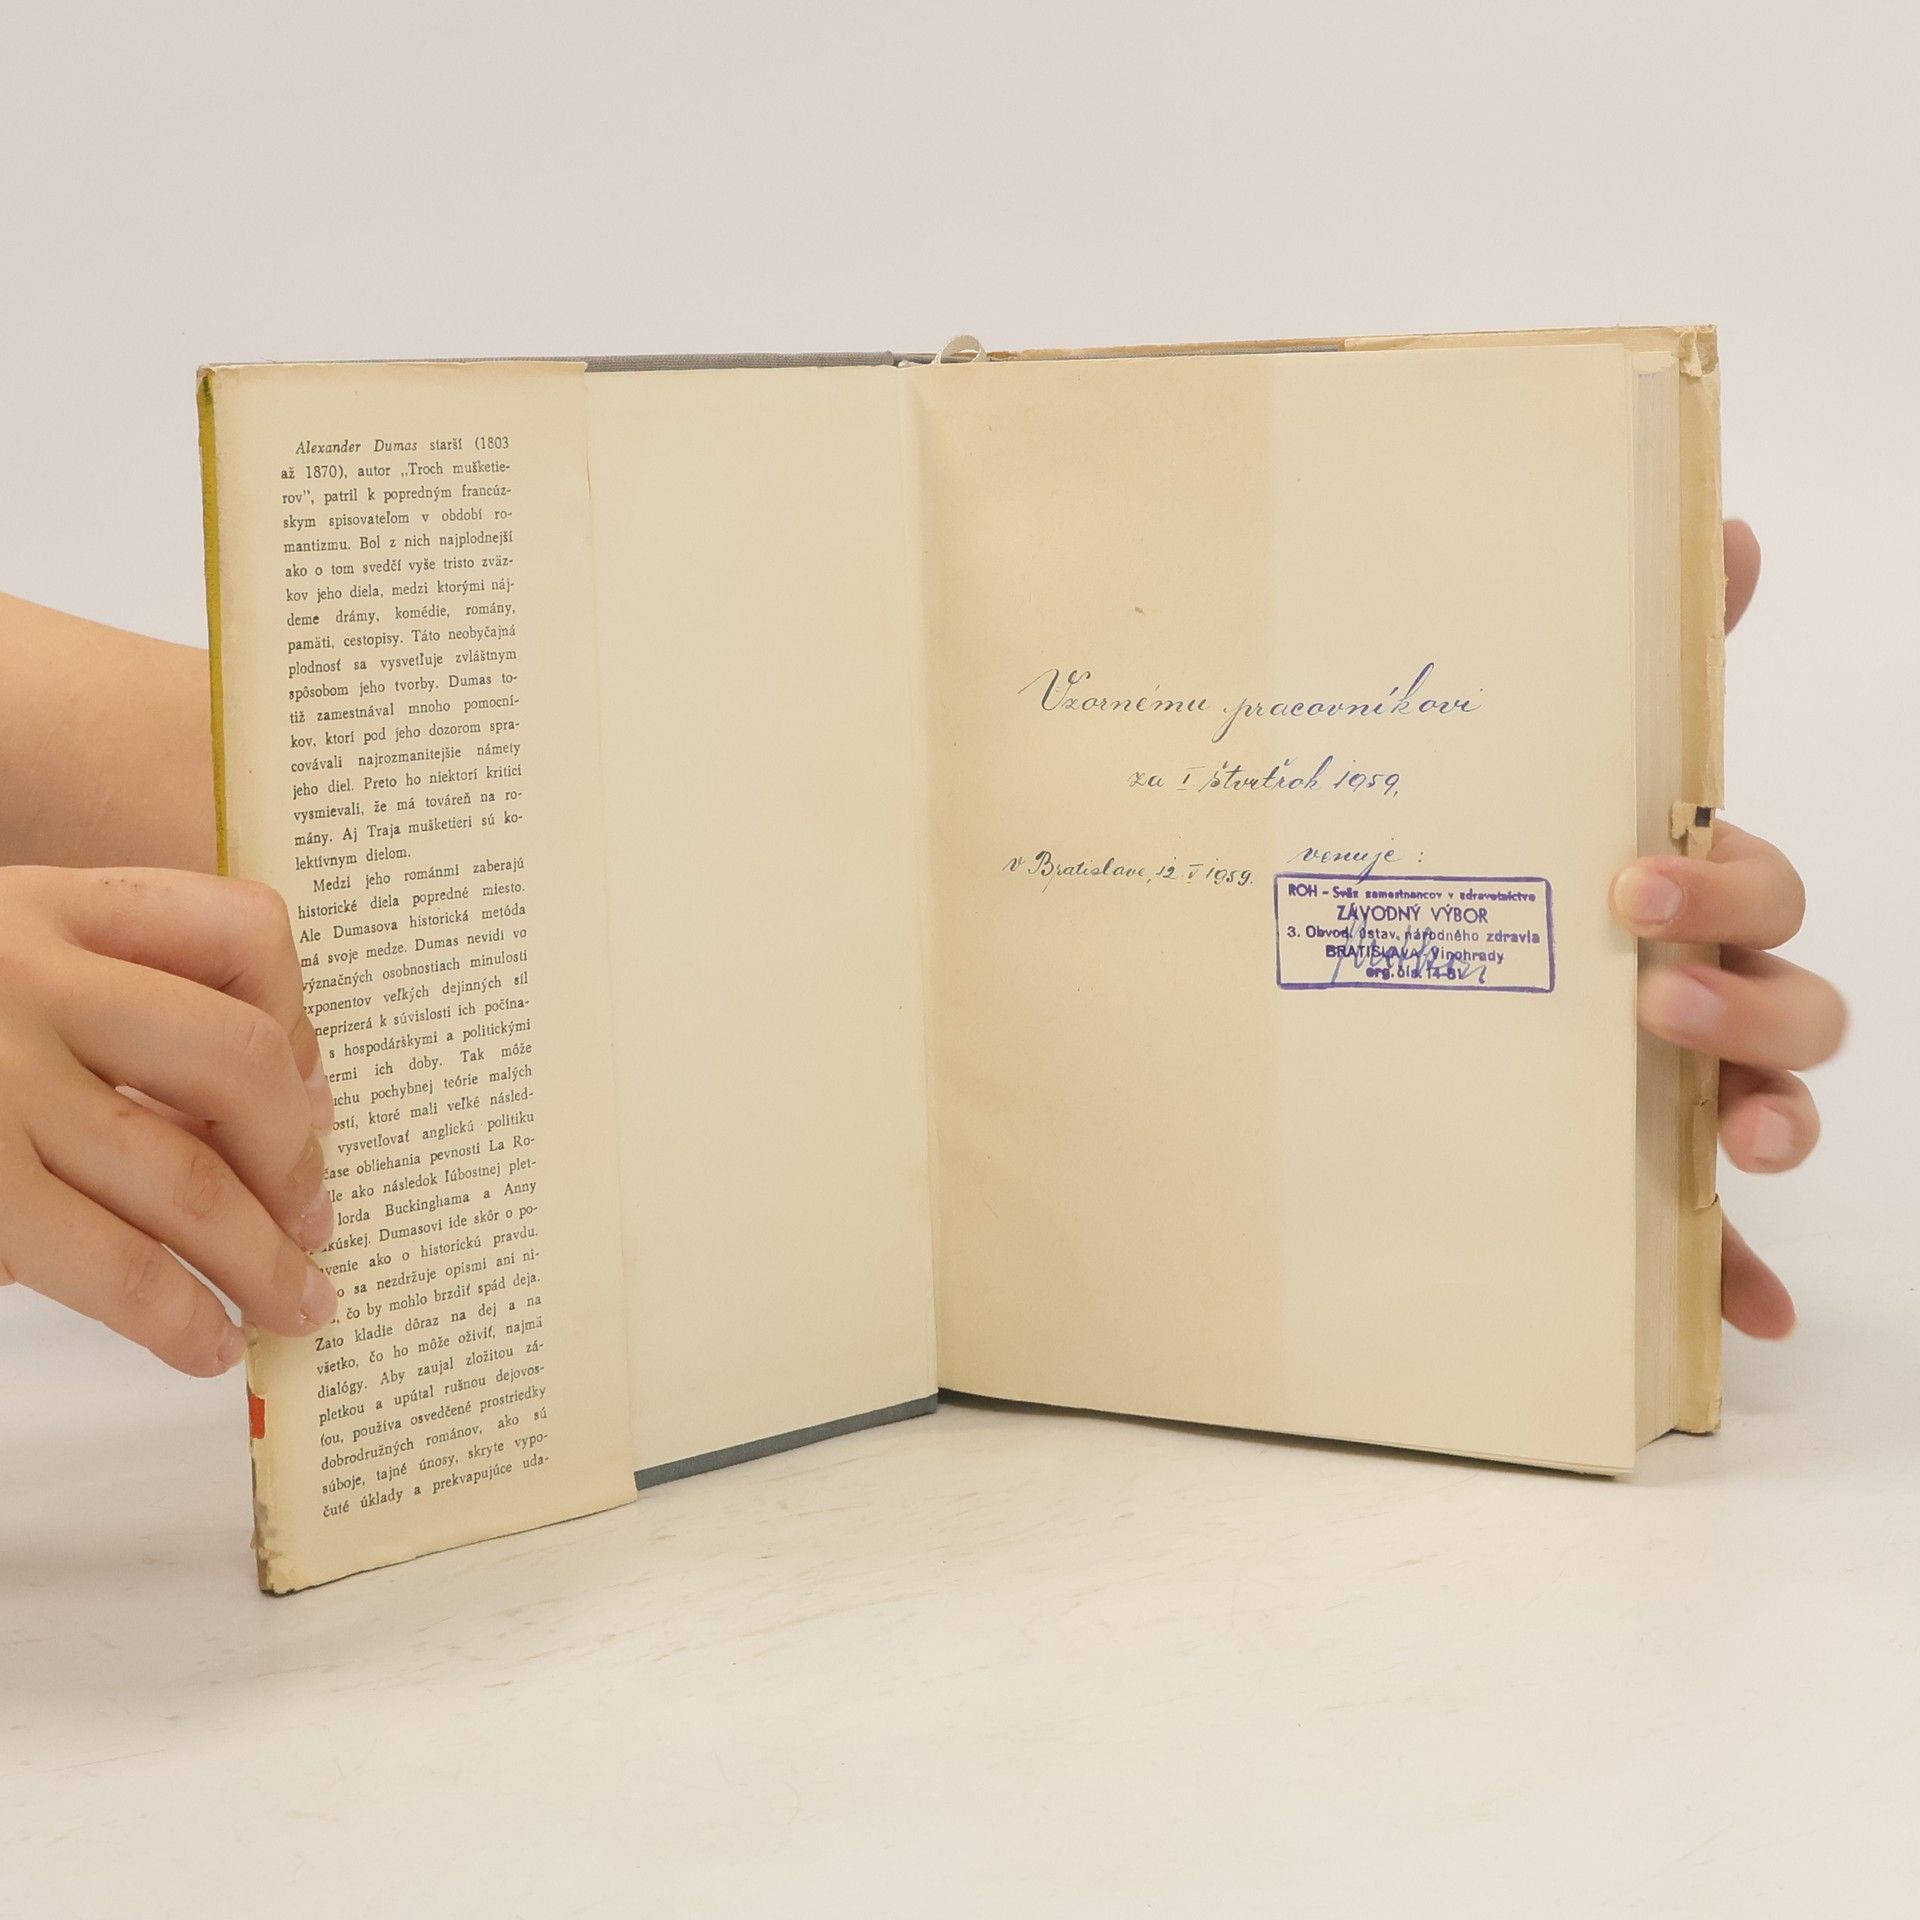 Alexander Dumas starší (1803
až 1870), autor „Troch mušketie-
rov”, patril k popredným francúz-
skym spisovateľom v období ro-
mantizmu. Bol z nich najplodnejší
ako o tom svedčí vyše tristo zväz-
kov jeho diela, medzi ktorými náj-
deme drámy, komédie, romány,
pamäti, cestopisy. Táto neobyčajná
plodnosť sa vysvetľuje zvláštnym
spôsobom jeho tvorby. Dumas to-
tiž zamestnával mnoho pomocní-
kov, ktorí pod jeho dozorom spra-
covávali najrozmanitejšie námety
jeho diel. Preto ho niektorí kritici
vysmievali, že má továreň na ro-
mány. Aj Traja mušketieri sú ko-
lektívnym dielom.
Medzi jeho románmi zaberajú
historické diela popredné miesto.
Ale Dumasova historická metóda
má svoje medze. Dumas nevidí vo
význačných osobnostiach minulosti
exponentov veľkých dejinných síl
neprizerá k súvislosti ich počína-
s hospodárskymi a politickými
ermi ich doby. Tak môže
uchu pochybnej teórie malých
ostí, ktoré mali veľké násled-
vysvetľovať anglickú politiku
čase obliehania pevnosti La Ro-
lle ako následok ľúbostnej plet-
lorda Buckinghama a Anny
kúskej. Dumasovi ide skôr o po-
venie ako o historickú pravdu.
o sa nezdržuje opismi ani ni-
čo by mohlo brzdiť spád deja.
Zato kladie dôraz na dej a na
všetko, čo ho môže oživiť, najmä
dialógy. Aby zaujal zložitou zá-
pletkou a upútal rušnou dejovos-
ťou, používa osvedčené prostriedky
dobrodružných románov, ako sú
súboje, tajné únosy, skryte vypo-
čuté úklady a prekvapujúce uda-
Vzornému pracovníkovi
za I štvrťrok 1959,
v Bratislave, 12. V 1959.
venuje :
ROH - Sväz zamestnancov v zdravotníctve
ZÁVODNÝ VÝBOR
3. Obvod. ústav. národného zdravia
BRATISLAVA-Vinohrady
org. čís. 14-81